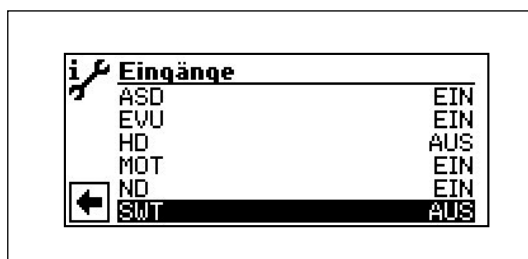 i
Eingänge
ASD EIN
EVU EIN
HD AUS
MOT EIN
ND EIN
SWT AUS